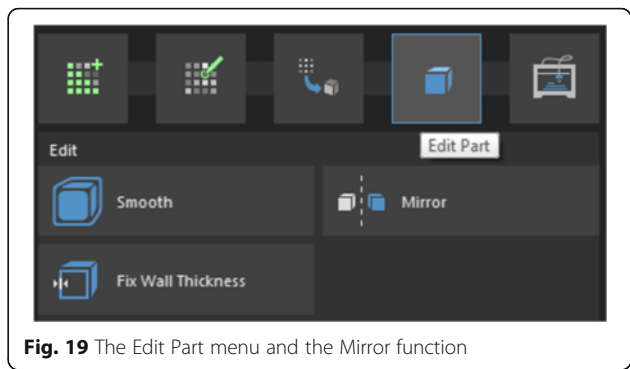 Edit
Edit Part
Smooth
Mirror
Fix Wall Thickness
Fig. 19 The Edit Part menu and the Mirror function